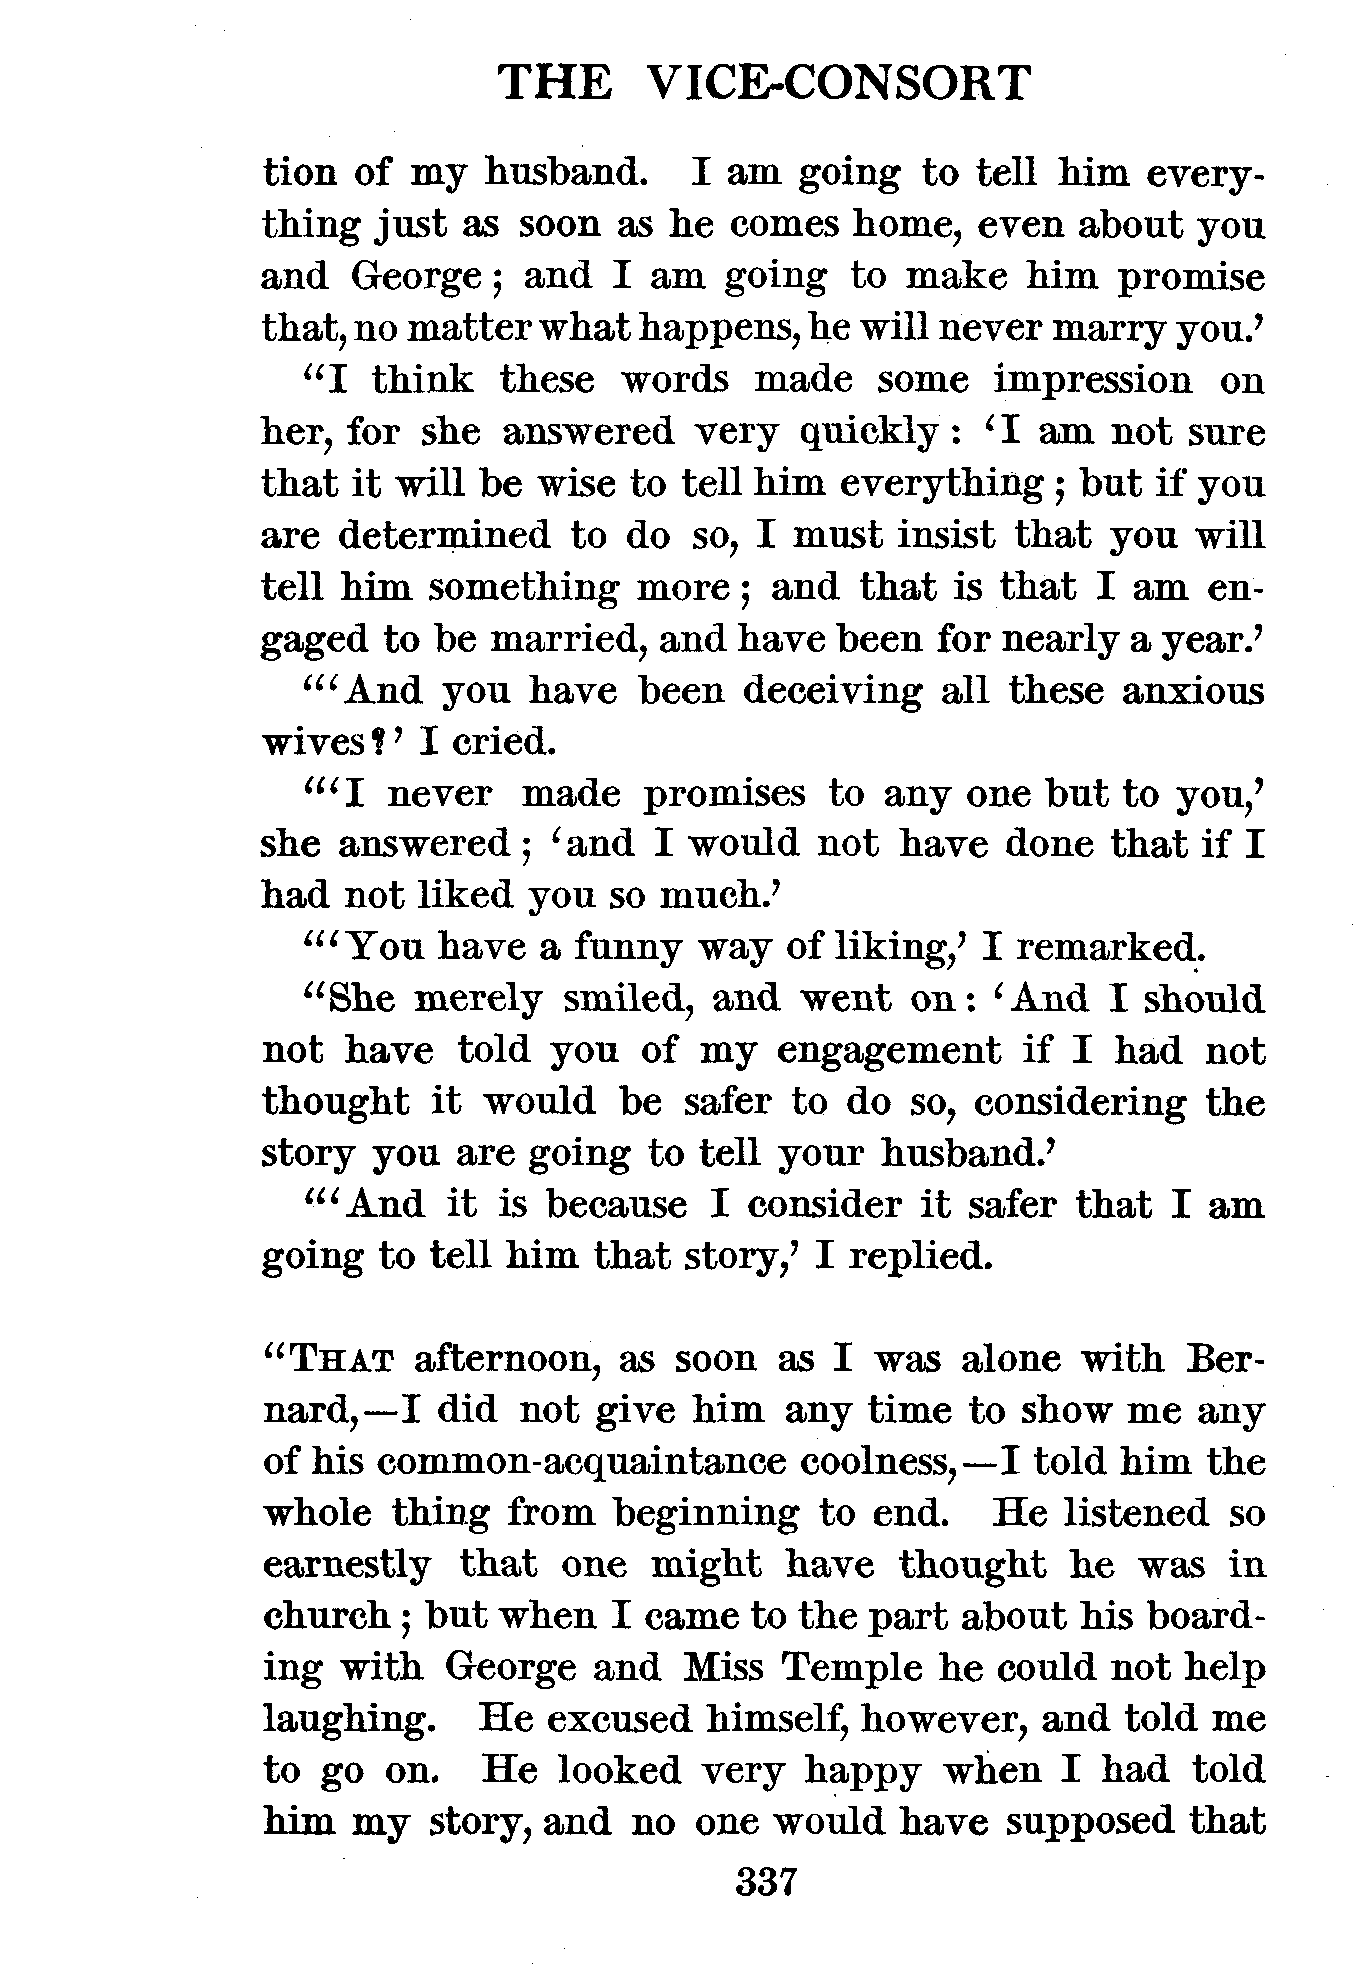 THE VICE-CONSORT
tion of my husband. I am going to tell him every-
thing just as soon as he comes home, even about you
and George; and I am going to make him promise
that, no matter what happens, he will never marry you.’
“I think these words made some impression on
her, for she answered very quickly: ‘I am not sure
that it will be wise to tell him everything; but if you
are determined to do so, I must insist that you will
tell him something more; and that is that I am en-
gaged to be married, and have been for nearly a year.’
“‘And you have been deceiving all these anxious
wives?’ I cried.
“‘I never made promises to any one but to you,’
she answered; ‘and I would not have done that if I
had not liked you so much.’
“‘You have a funny way of liking,’ I remarked.
“She merely smiled, and went on: ‘And I should
not have told you of my engagement if I had not
thought it would be safer to do so, considering the
story you are going to tell your husband.’
“‘And it is because I consider it safer that I am
going to tell him that story,’ I replied.
“THAT afternoon, as soon as I was alone with Ber-
nard,—I did not give him any time to show me any
of his common-acquaintance coolness,—I told him the
whole thing from beginning to end. He listened so
earnestly that one might have thought he was in
church; but when I came to the part about his board-
ing with George and Miss Temple he could not help
laughing. He excused himself, however, and told me
to go on. He looked very happy when I had told
him my story, and no one would have supposed that
337